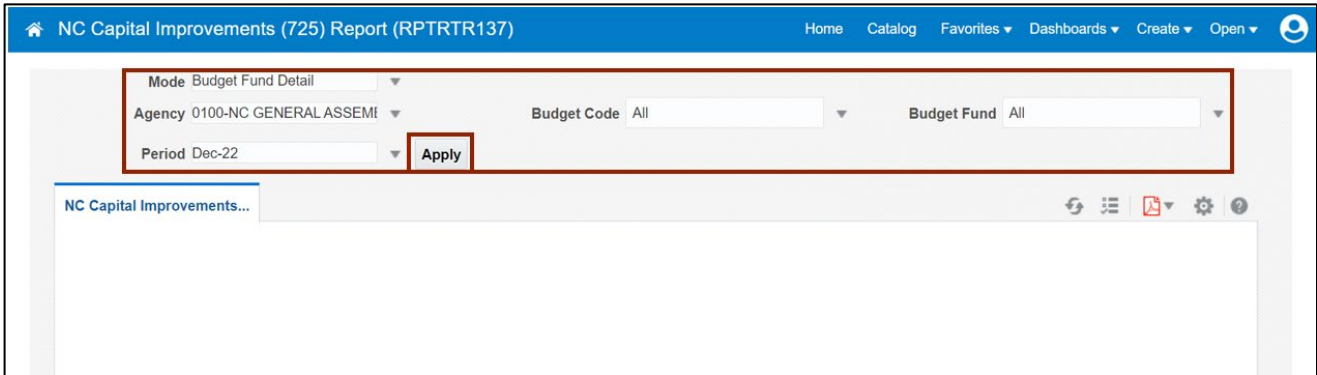 NC Capital Improvements (725) Report (RPTRTR137) Home Catalog Favorites Dashboards Create Open
Mode Budget Fund Detail
Agency 0100-NC GENERAL ASSEMB Budget Code All Budget Fund All
Period Dec-22 Apply
NC Capital Improvements...